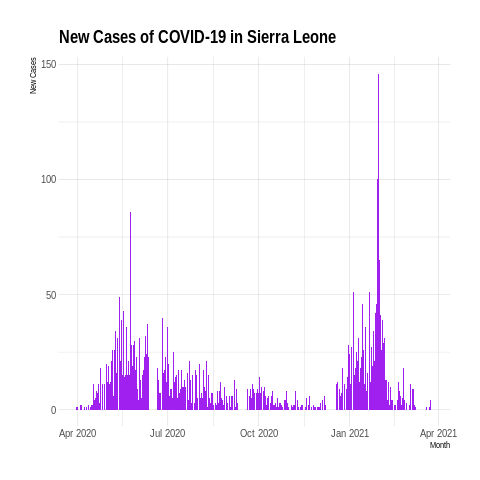 New Cases of COVID-19 in Sierra Leone
New Cases
150
100
50
0
Apr 2020
Jul 2020
Oct 2020
Jan 2021
Apr 2021
Month